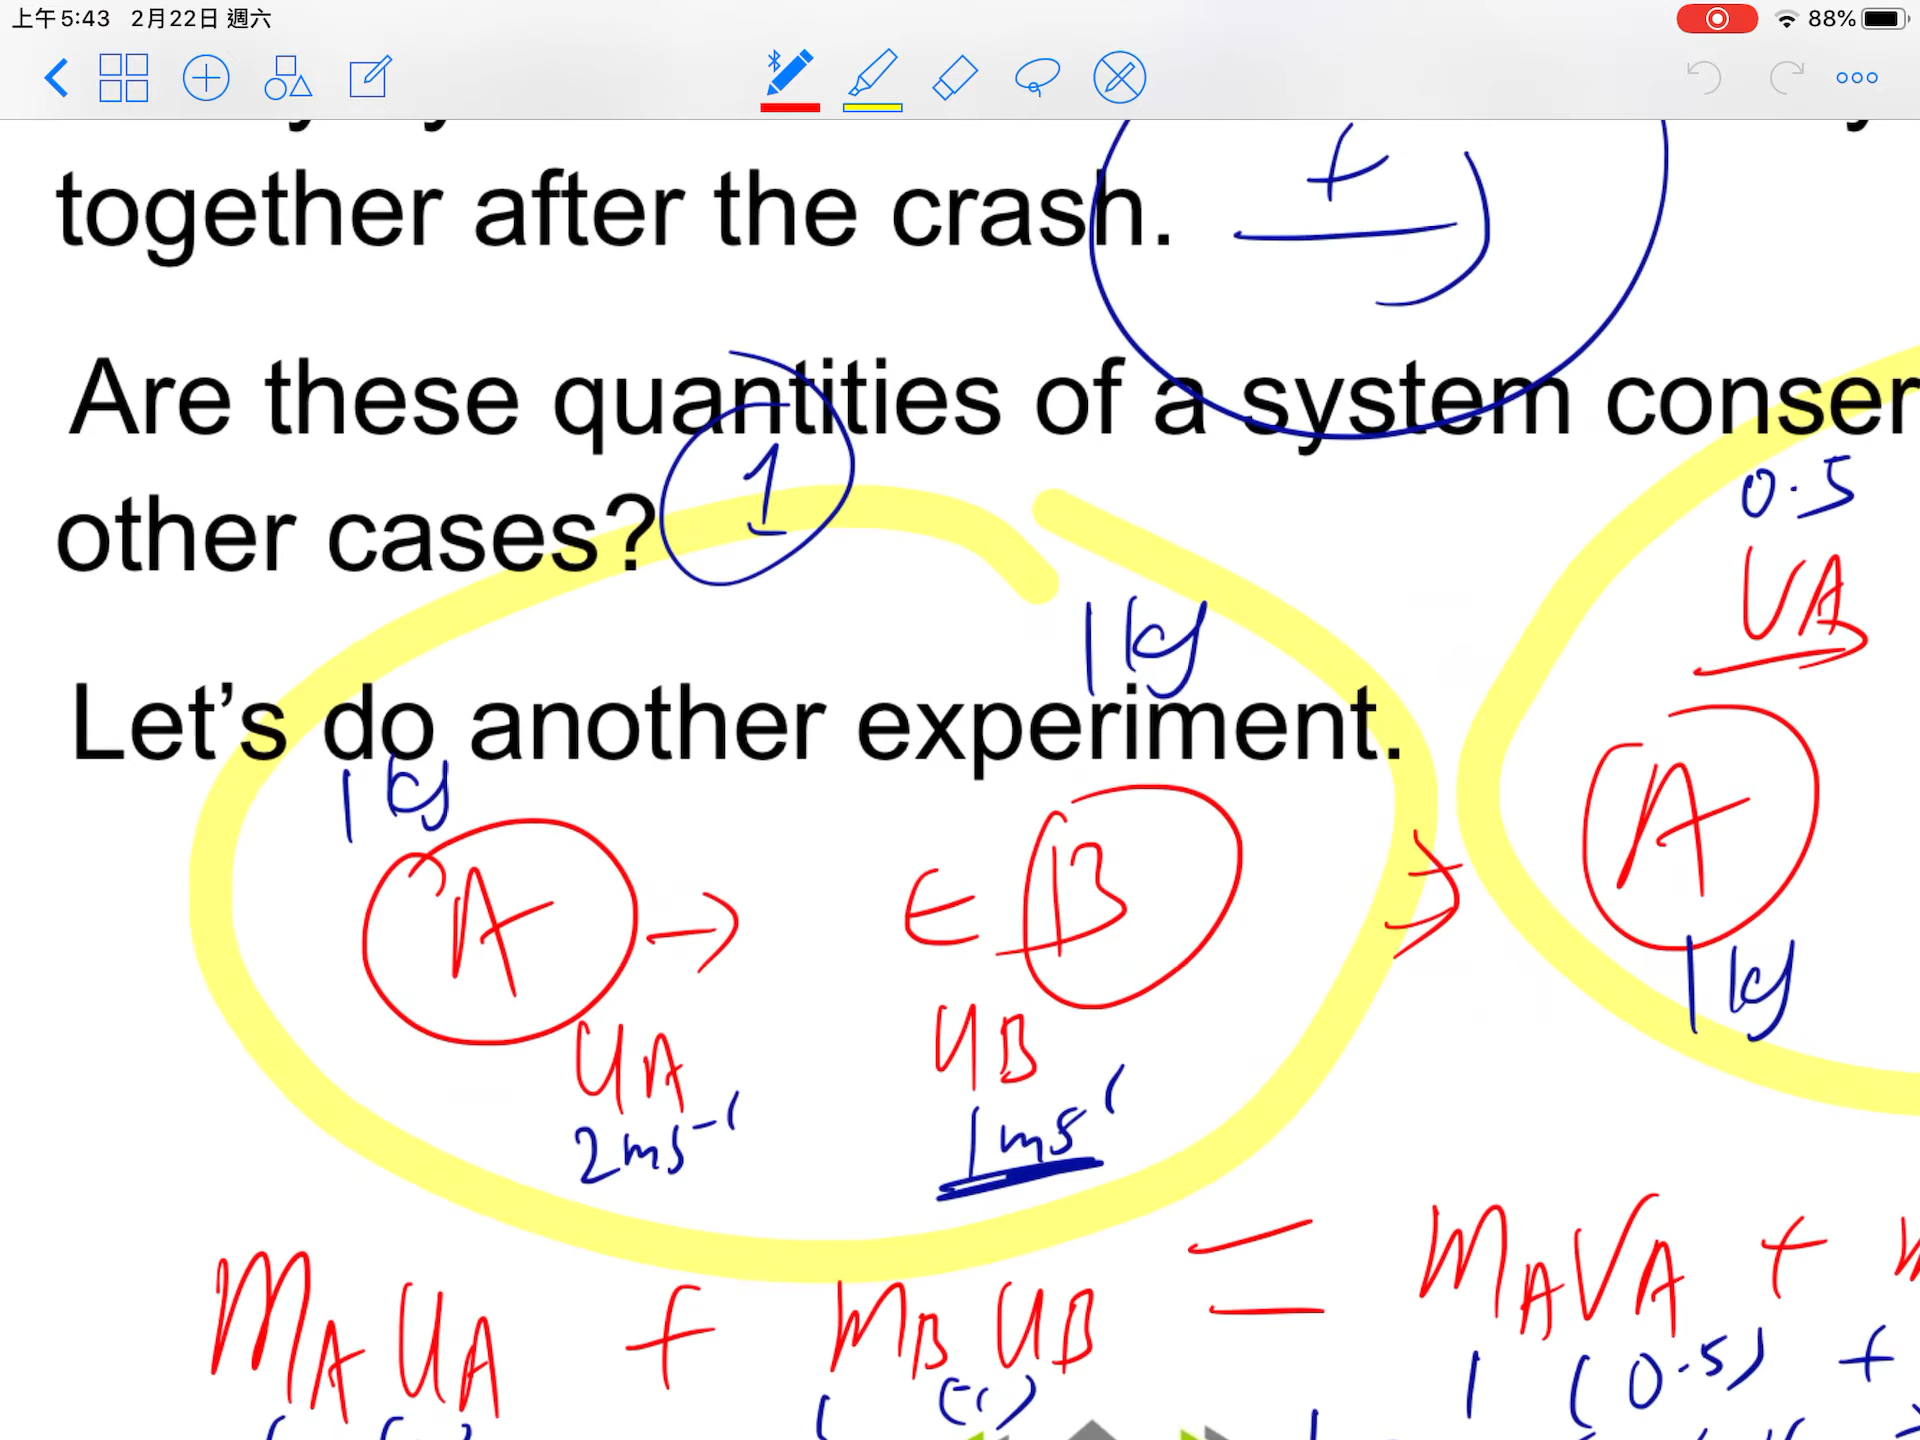 上午5:43 2月22日 週六 88%
together after the crash. +
Are these quantities of a system conser
other cases? 1
0.5
VA
1kg
Let's do another experiment.
1kg
A → ← B ⇒ A
1kg
UA UB
2ms⁻¹ 1ms⁻¹
MAUA + MBUB = MAVA +
(-1) 1 (0.5) +